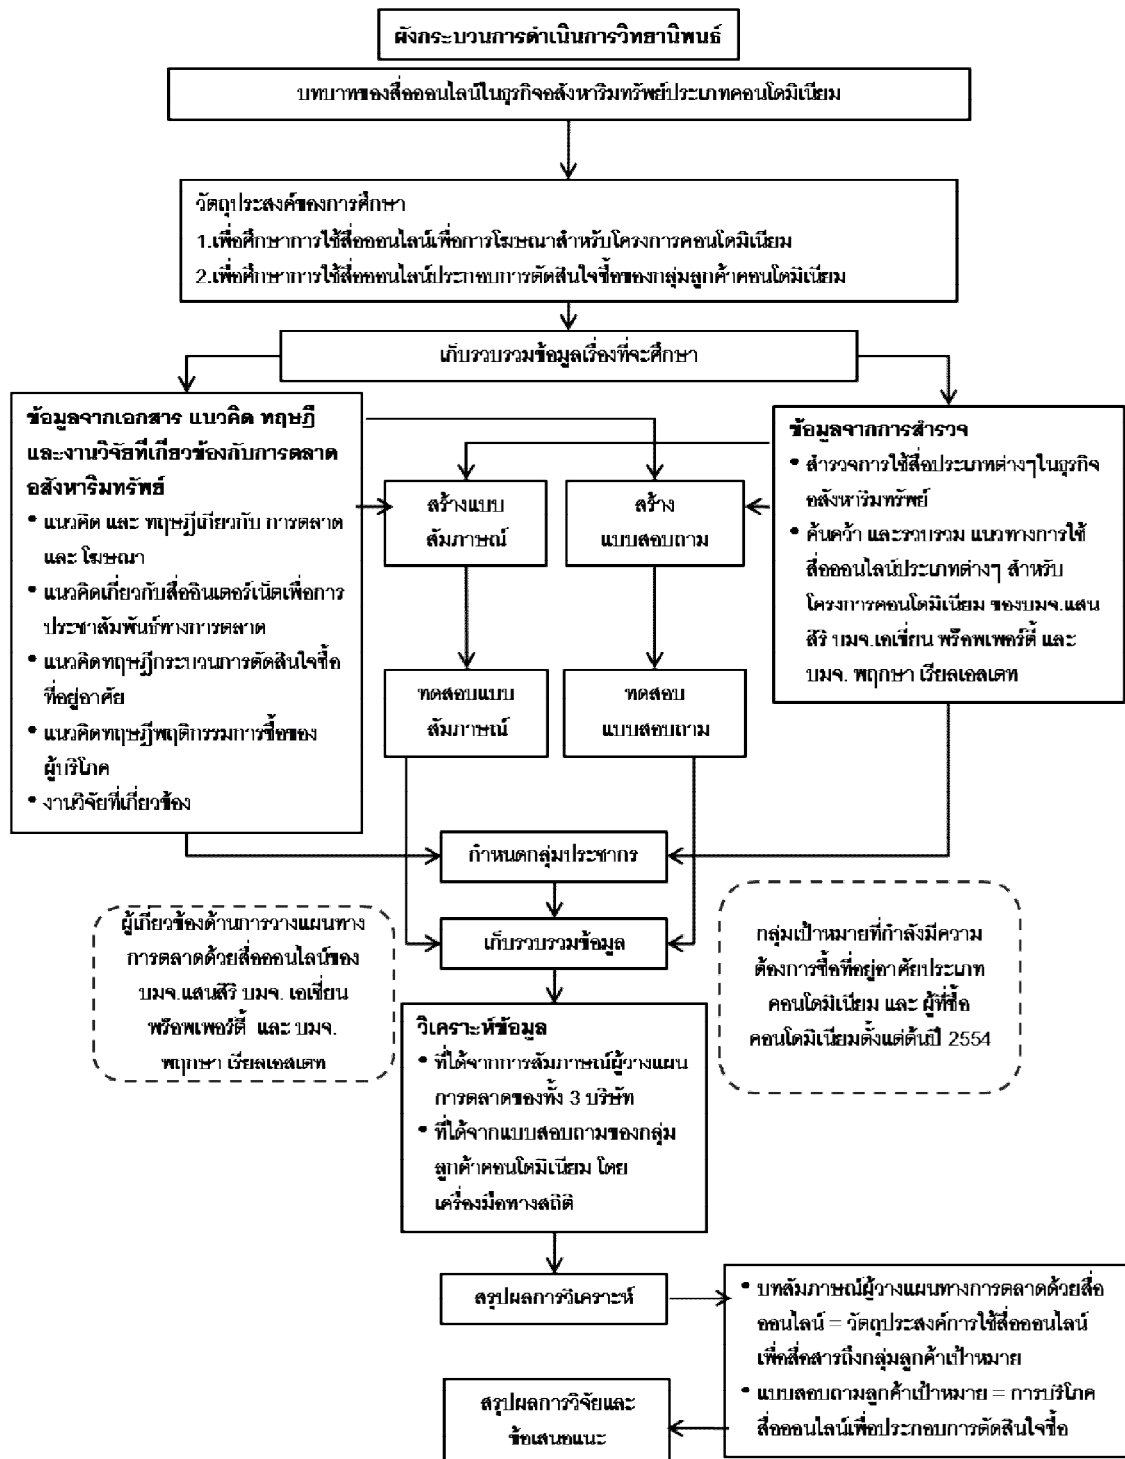 ผังกระบวนการดำเนินการวิทยานิพนธ์
บทบาทของสื่อออนไลน์ในธุรกิจอสังหาริมทรัพย์ประเภทคอนโดมิเนียม
วัตถุประสงค์ของการศึกษา
1.เพื่อศึกษาการใช้สื่อออนไลน์เพื่อการโฆษณาสำหรับโครงการคอนโดมิเนียม
2.เพื่อศึกษาการใช้สื่อออนไลน์ประกอบการตัดสินใจซื้อของกลุ่มลูกค้าคอนโดมิเนียม
เก็บรวบรวมข้อมูลเรื่องที่จะศึกษา
ข้อมูลจากเอกสาร แนวคิด ทฤษฎี
และงานวิจัยที่เกี่ยวข้องกับการตลาด
อสังหาริมทรัพย์
• แนวคิด และ ทฤษฎีเกี่ยวกับ การตลาด
และ โฆษณา
• แนวคิดเกี่ยวกับสื่ออินเตอร์เน็ตเพื่อการ
ประชาสัมพันธ์ทางการตลาด
• แนวคิดทฤษฎีกระบวนการตัดสินใจซื้อ
ที่อยู่อาศัย
• แนวคิดทฤษฎีพฤติกรรมการซื้อของ
ผู้บริโภค
• งานวิจัยที่เกี่ยวข้อง
สร้างแบบ
สัมภาษณ์
สร้าง
แบบสอบถาม
ข้อมูลจากการสำรวจ
• สำรวจการใช้สื่อประเภทต่างๆในธุรกิจ
อสังหาริมทรัพย์
• ค้นคว้า และรวบรวม แนวทางการใช้
สื่อออนไลน์ประเภทต่างๆ สำหรับ
โครงการคอนโดมิเนียม ของบมจ.แสน
สิริ บมจ.เอเชี่ยน พร๊อพเพอร์ตี้ และ
บมจ. พฤกษา เรียลเอสเตท
ทดสอบแบบ
สัมภาษณ์
ทดสอบ
แบบสอบถาม
กำหนดกลุ่มประชากร
เก็บรวบรวมข้อมูล
ผู้เกี่ยวข้องด้านการวางแผนทาง
การตลาดด้วยสื่อออนไลน์ของ
บมจ.แสนสิริ บมจ. เอเชี่ยน
พร๊อพเพอร์ตี้ และ บมจ.
พฤกษา เรียลเอสเตท
กลุ่มเป้าหมายที่กำลังมีความ
ต้องการซื้อที่อยู่อาศัยประเภท
คอนโดมิเนียม และ ผู้ที่ซื้อ
คอนโดมิเนียมตั้งแต่ต้นปี 2554
วิเคราะห์ข้อมูล
• ที่ได้จากการสัมภาษณ์ผู้วางแผน
การตลาดของทั้ง 3 บริษัท
• ที่ได้จากแบบสอบถามของกลุ่ม
ลูกค้าคอนโดมิเนียม โดย
เครื่องมือทางสถิติ
สรุปผลการวิเคราะห์
• บทสัมภาษณ์ผู้วางแผนทางการตลาดด้วยสื่อ
ออนไลน์ = วัตถุประสงค์การใช้สื่อออนไลน์
เพื่อสื่อสารถึงกลุ่มลูกค้าเป้าหมาย
• แบบสอบถามลูกค้าเป้าหมาย = การบริโภค
สื่อออนไลน์เพื่อประกอบการตัดสินใจซื้อ
สรุปผลการวิจัยและ
ข้อเสนอแนะ